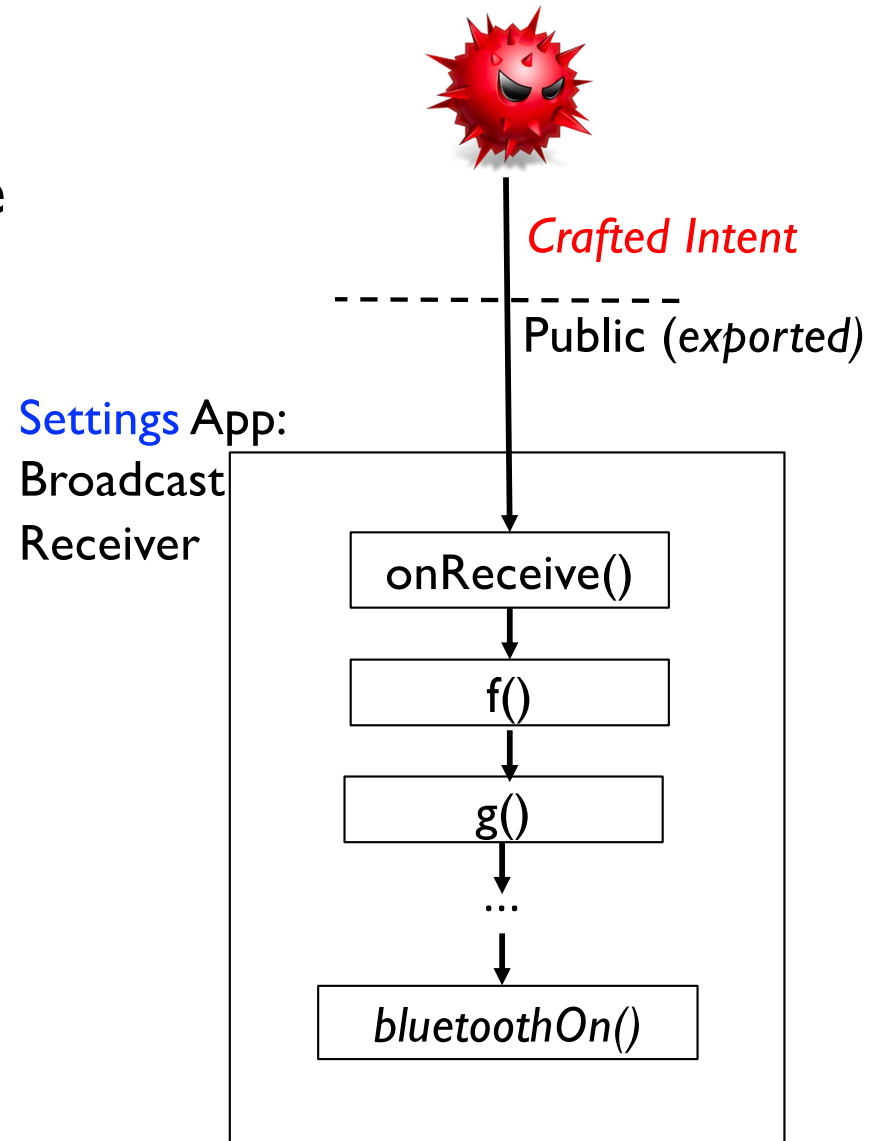 Crafted Intent
Public (exported)
Settings App:
Broadcast
Receiver
onReceive()
f()
g()
...
bluetoothOn()